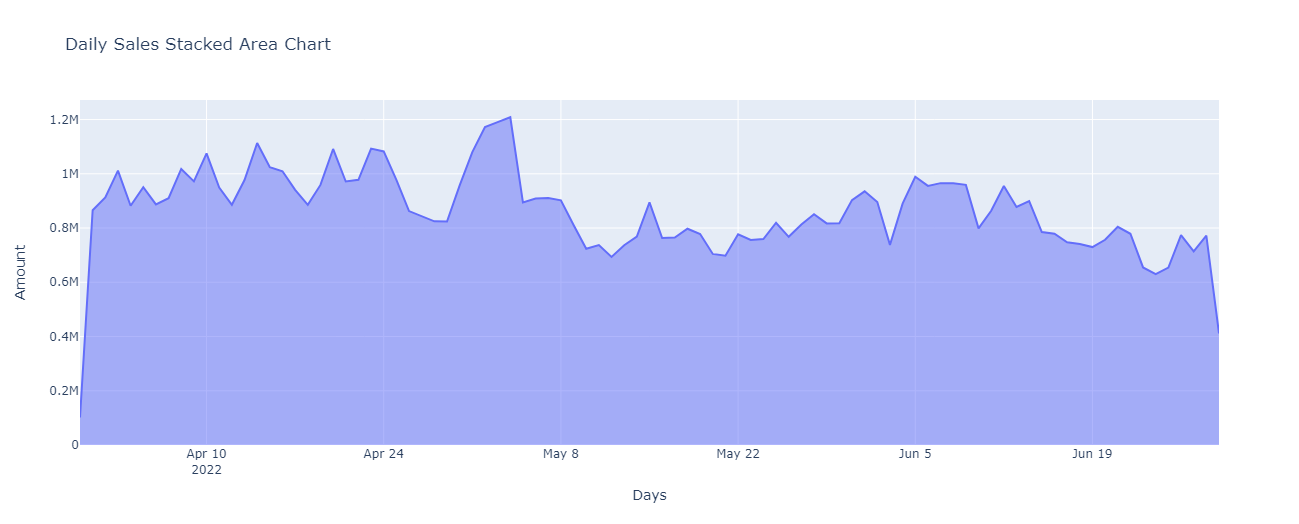 Daily Sales Stacked Area Chart
Amount
1.2M
1M
0.8M
0.6M
0.4M
0.2M
0
Apr 10
2022
Apr 24
May 8
May 22
Jun 5
Jun 19
Days